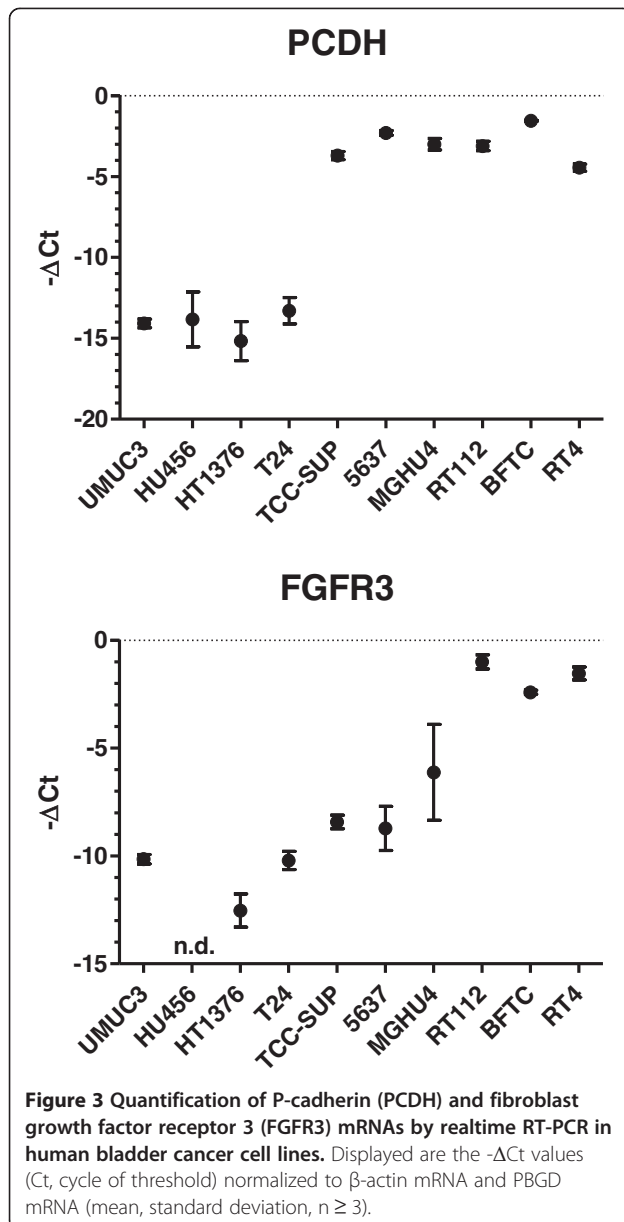 PCDH
0
-5
-10
-15
-20
-ΔCt
UMUC3
HU456
HT1376
T24
TCC-SUP
5637
MGHU4
RT112
BFTC
RT4
FGFR3
0
-5
-10
-15
-ΔCt
n.d.
UMUC3
HU456
HT1376
T24
TCC-SUP
5637
MGHU4
RT112
BFTC
RT4
Figure 3 Quantification of P-cadherin (PCDH) and fibroblast
growth factor receptor 3 (FGFR3) mRNAs by realtime RT-PCR in
human bladder cancer cell lines. Displayed are the -ΔCt values
(Ct, cycle of threshold) normalized to β-actin mRNA and PBGD
mRNA (mean, standard deviation, n ≥ 3).